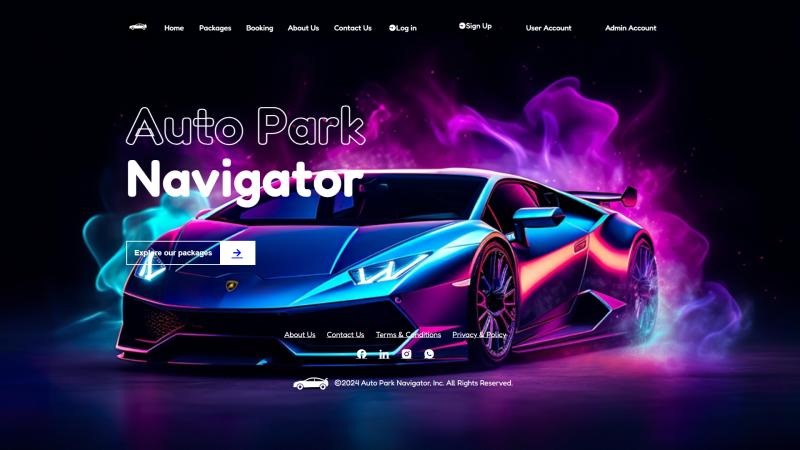 Home Packages Booking About Us Contact Us Log in Sign Up User Account Admin Account
Auto Park
Navigator
Explore our packages
About Us Contact Us Terms & Conditions Privacy & Policy
©2024 Auto Park Navigator, Inc. All Rights Reserved.